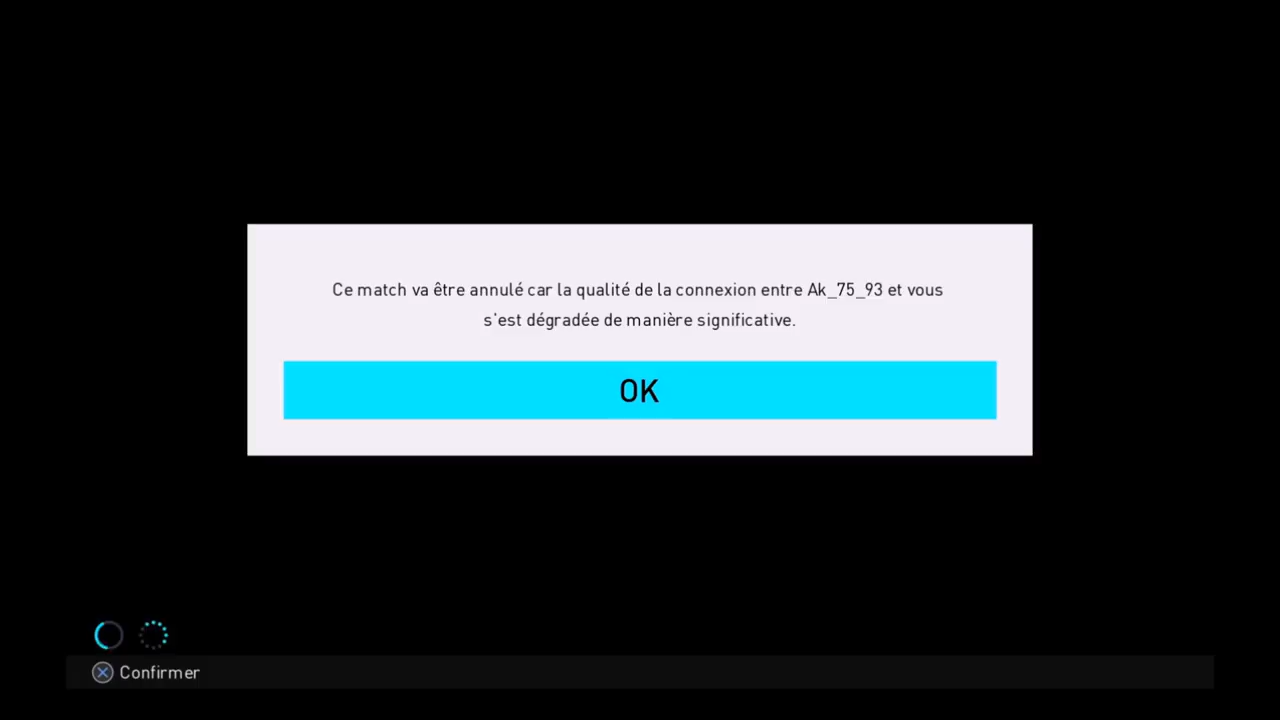 Ce match va être annulé car la qualité de la connexion entre Ak_75_93 et vous
s'est dégradée de manière significative.
OK
Confirmer